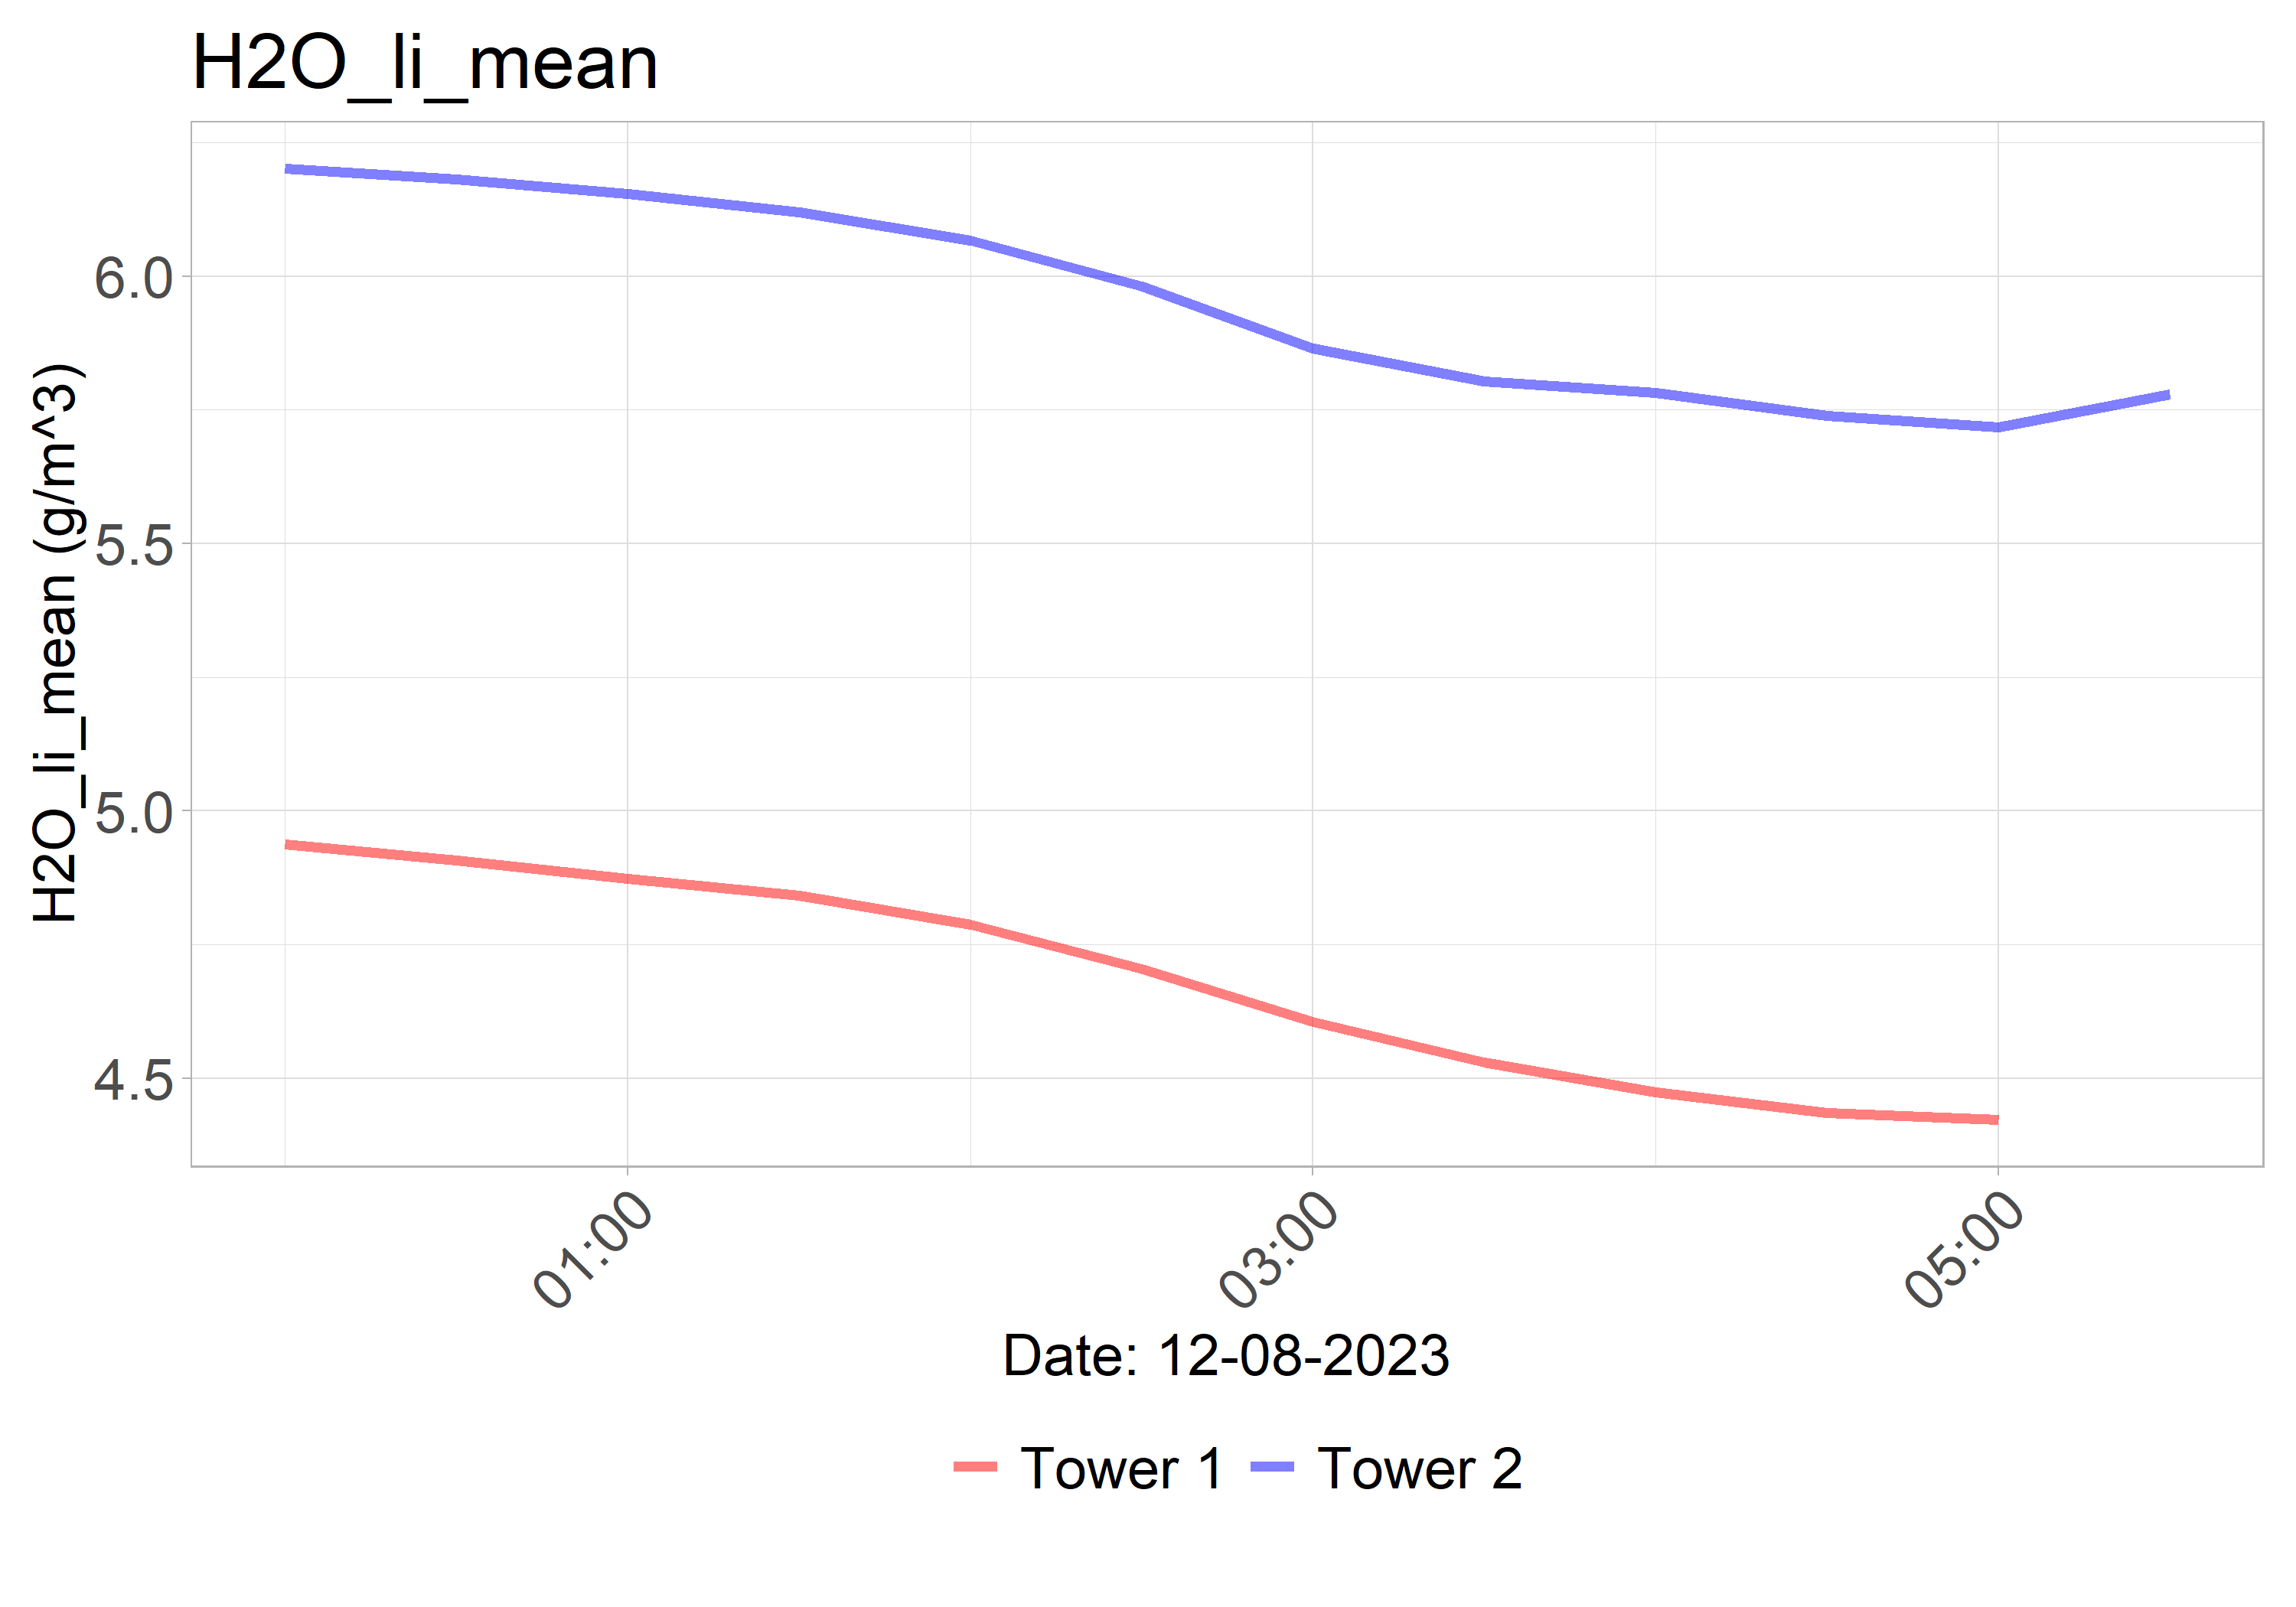 H2O_li_mean
H2O_li_mean (g/m^3)
6.0
5.5
5.0
4.5
01:00
03:00
05:00
Date: 12-08-2023
Tower 1
Tower 2